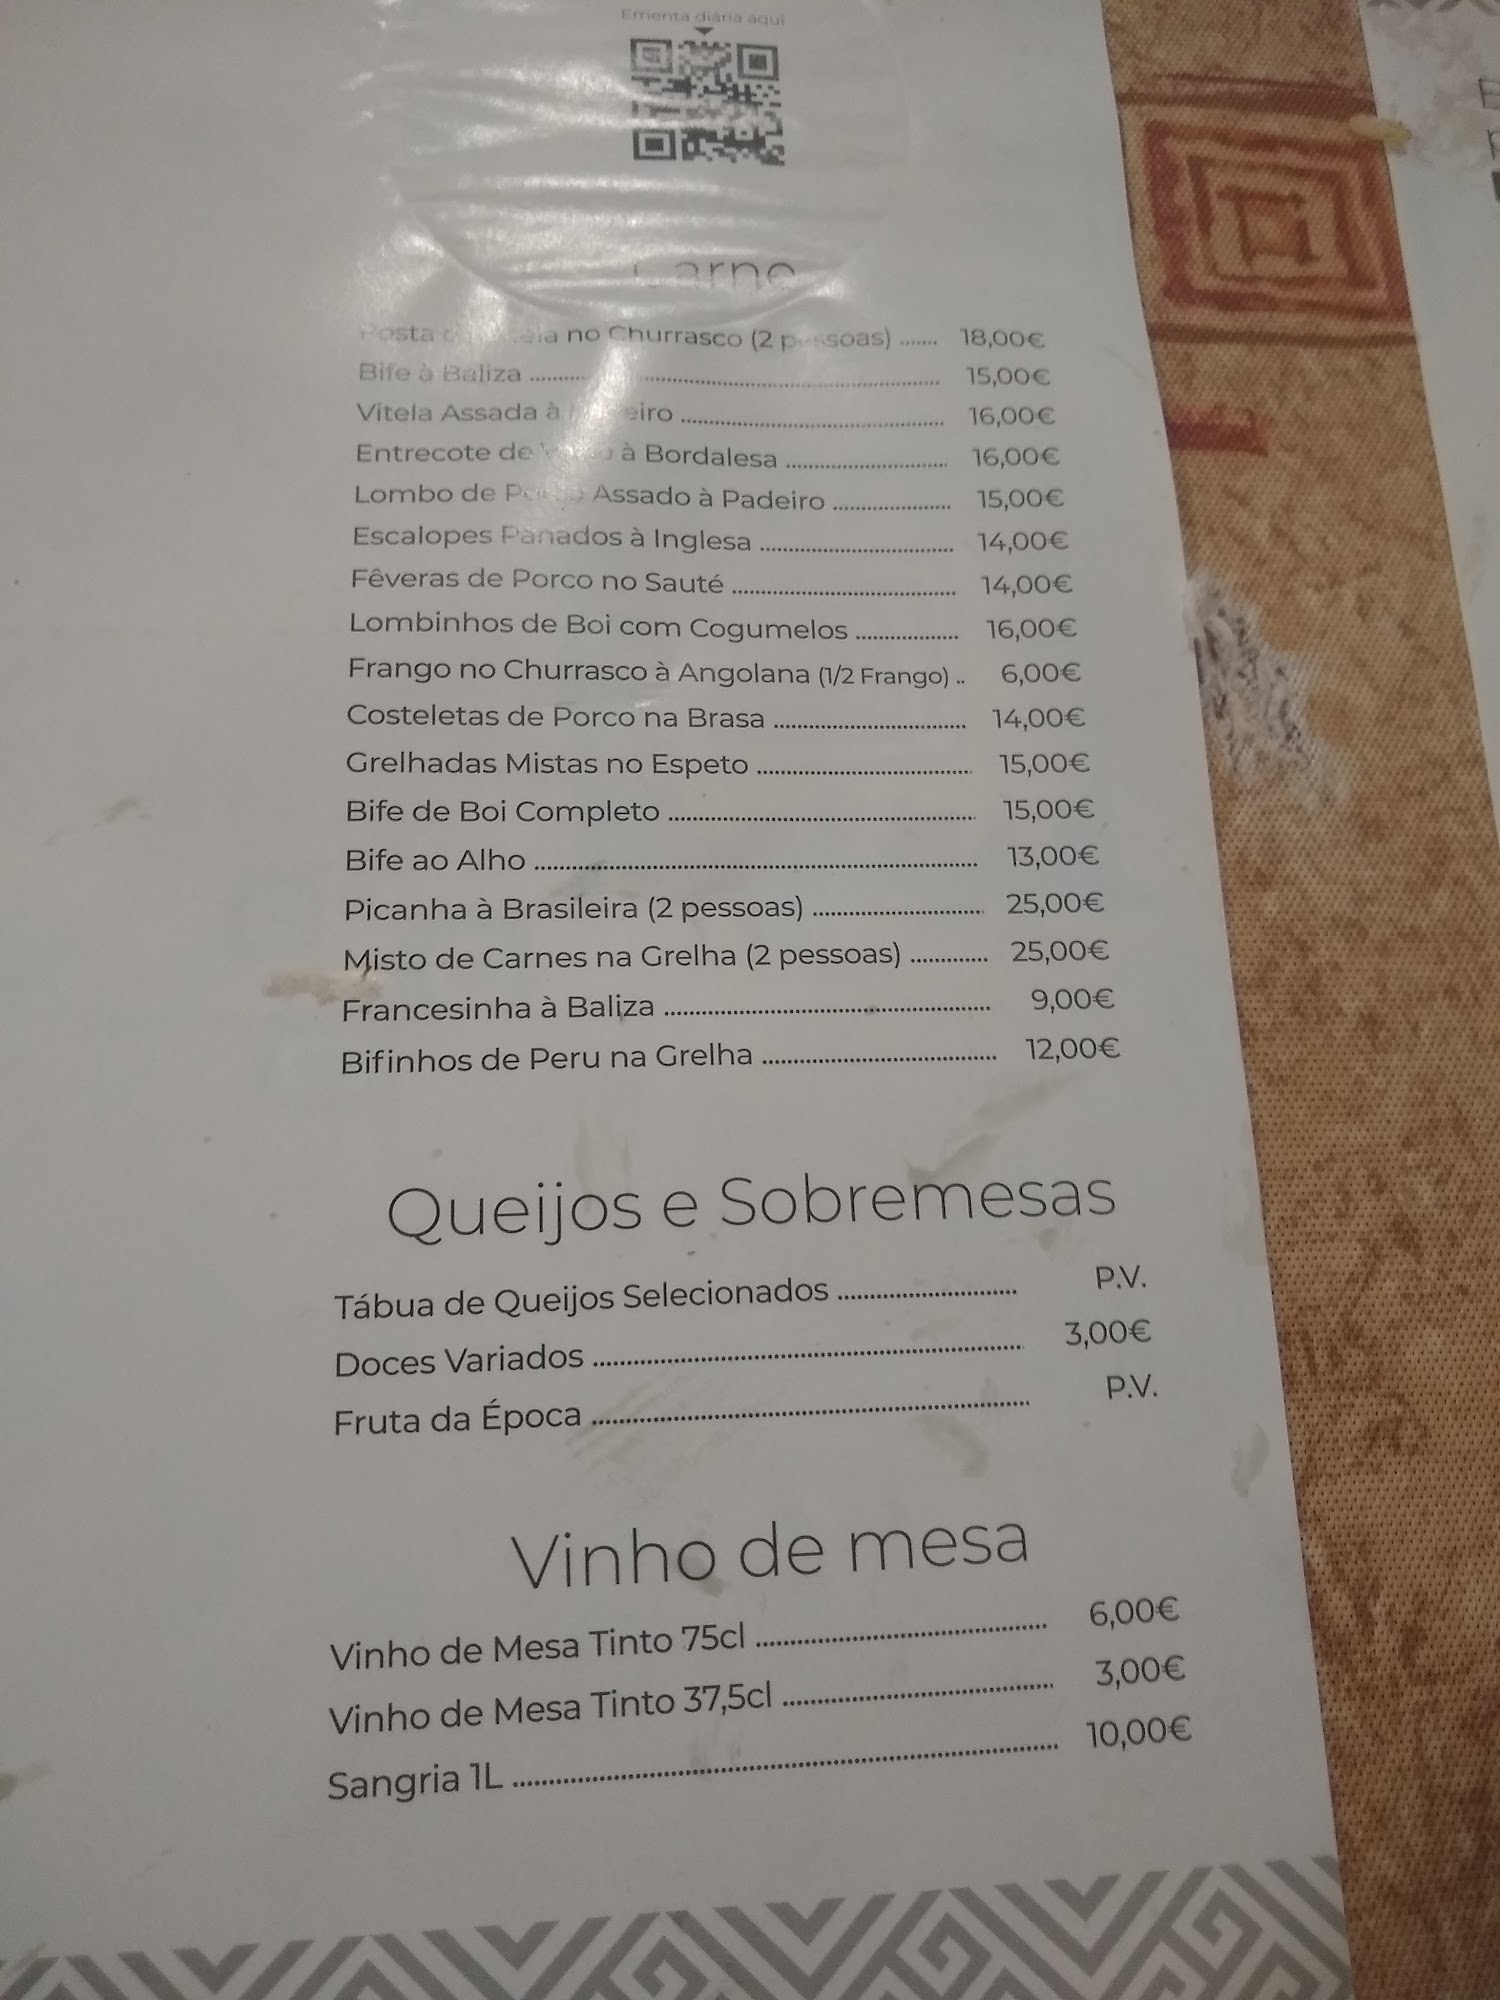 Ementa diária aqui
Carne
Posta no Churrasco (2 pessoas) ....... 18,00€
Bife à Baliza ............ 15,00€
Vitela Assada à ............ 16,00€
Entrecote de à Bordalesa ............ 16,00€
Lombo de Porco Assado à Padeiro ............ 15,00€
Escalopes Panados à Inglesa ............ 14,00€
Fêveras de Porco no Sauté ............ 14,00€
Lombinhos de Boi com Cogumelos ............ 16,00€
Frango no Churrasco à Angolana (1/2 Frango) .. 6,00€
Costeletas de Porco na Brasa ............ 14,00€
Grelhadas Mistas no Espeto ............ 15,00€
Bife de Boi Completo ............ 15,00€
Bife ao Alho ............ 13,00€
Picanha à Brasileira (2 pessoas) ............ 25,00€
Misto de Carnes na Grelha (2 pessoas) ............ 25,00€
Francesinha à Baliza ............ 9,00€
Bifinhos de Peru na Grelha ............ 12,00€
Queijos e Sobremesas
Tábua de Queijos Selecionados ............ P.V.
Doces Variados ............ 3,00€
Fruta da Época ............ P.V.
Vinho de mesa
Vinho de Mesa Tinto 75cl ............ 6,00€
Vinho de Mesa Tinto 37,5cl ............ 3,00€
Sangria 1L ............ 10,00€